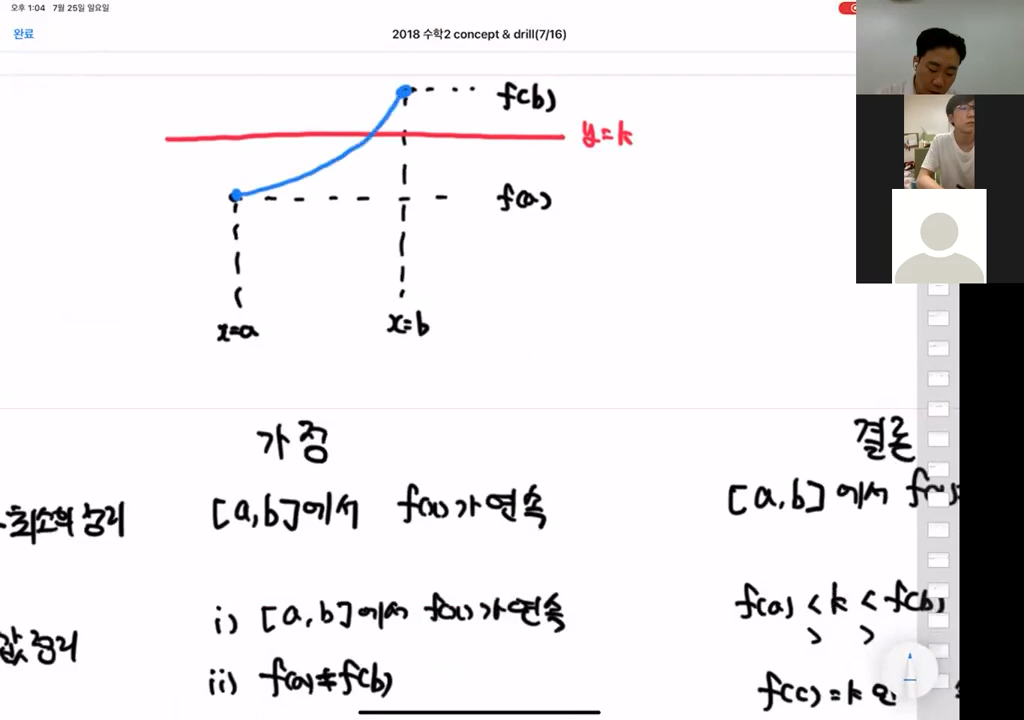 오후 1:04 7월 25일 일요일
완료
2018 수학2 concept & drill(7/16)
f(b)
y=k
f(a)
x=a
x=b
가정
결론
최소의 정리
[a,b]에서 f(x)가 연속
[a,b]에서
값 정리
i) [a,b]에서 f(x)가 연속
f(a) < k < f(b)
> >
ii) f(a)≠f(b)
f(c)=k 인